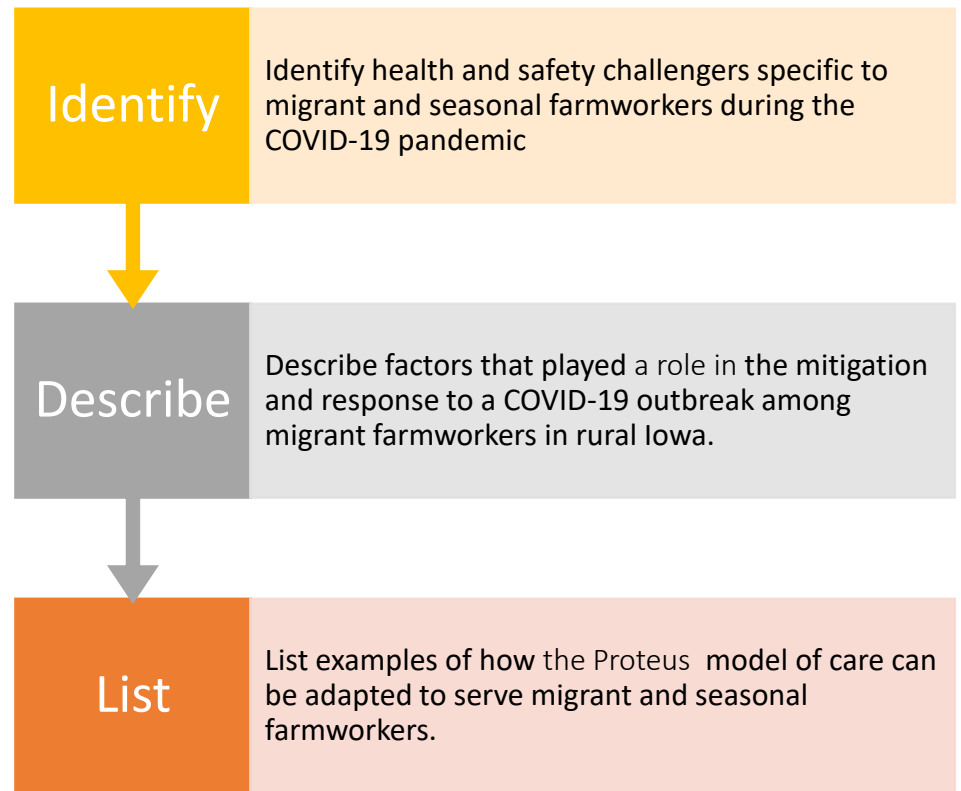 Identify
Identify health and safety challengers specific to
migrant and seasonal farmworkers during the
COVID-19 pandemic
Describe
Describe factors that played a role in the mitigation
and response to a COVID-19 outbreak among
migrant farmworkers in rural Iowa.
List
List examples of how the Proteus model of care can
be adapted to serve migrant and seasonal
farmworkers.